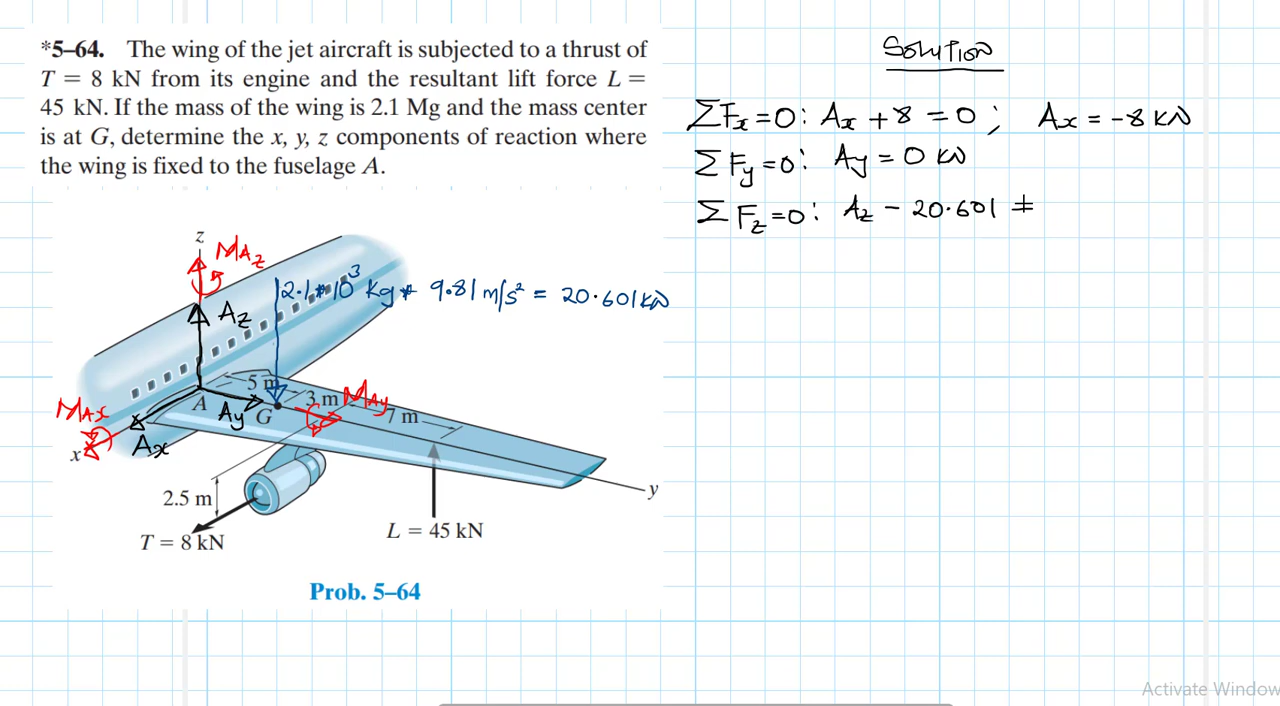 *5–64. The wing of the jet aircraft is subjected to a thrust of
T = 8 kN from its engine and the resultant lift force L =
45 kN. If the mass of the wing is 2.1 Mg and the mass center
is at G, determine the x, y, z components of reaction where
the wing is fixed to the fuselage A.
Solution
ΣFx = 0 : Ax + 8 = 0 ; Ax = -8 kN
ΣFy = 0 : Ay = 0 kN
ΣFz = 0 : Az - 20.601 +
z
MAz
2.1 * 10³ kg * 9.81 m/s² = 20.601 kN
Az
5 m
3 m
MAy
MAx
A
Ay
G
7 m
Ax
x
y
2.5 m
L = 45 kN
T = 8 kN
Prob. 5–64
Activate Window